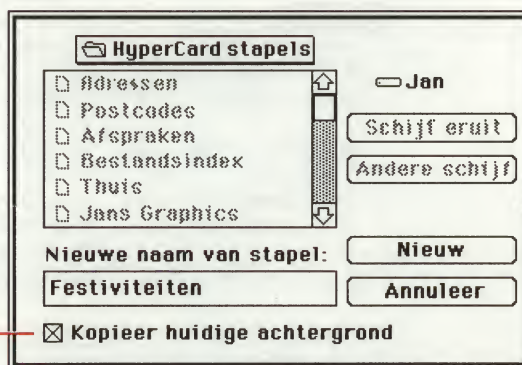 HyperCard stapels
Adressen
Postcodes
Afspraken
Bestandsindex
Thuis
Jans Graphics
Jan
Schijf eruit
Andere schijf
Nieuwe naam van stapel:
Festiviteiten
Nieuw
Annuleer
Kopieer huidige achtergrond